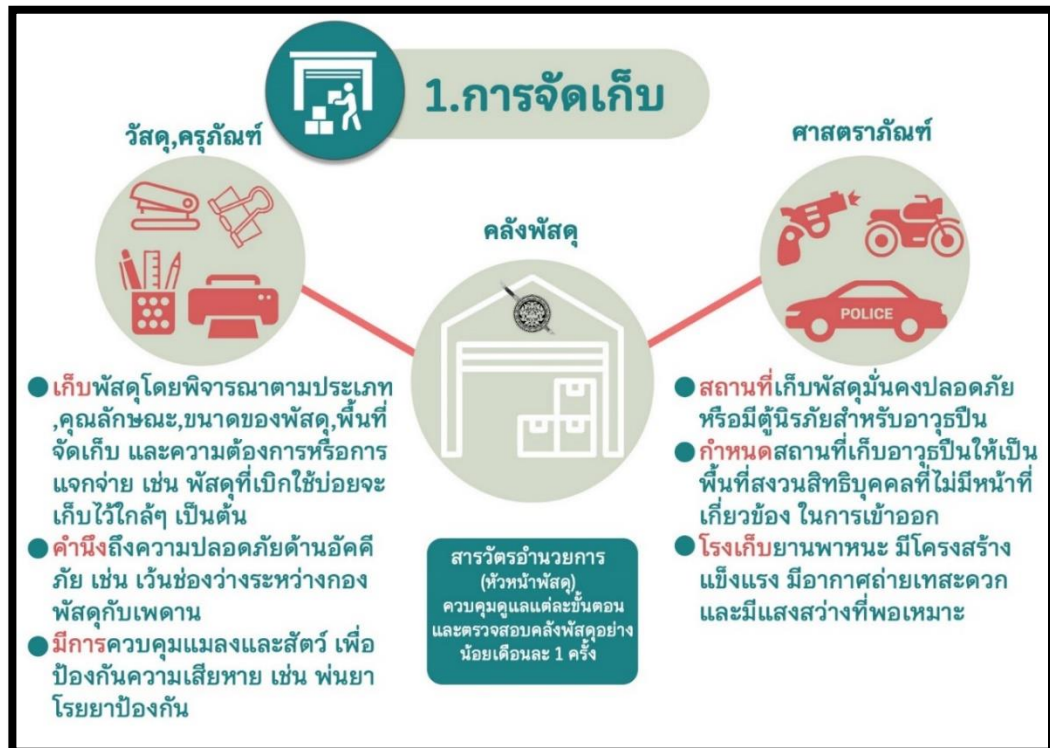 1.การจัดเก็บ
วัสดุ,ครุภัณฑ์
เก็บพัสดุโดยพิจารณาตามประเภท
,คุณลักษณะ,ขนาดของพัสดุ,พื้นที่
จัดเก็บ และความต้องการหรือการ
แจกจ่าย เช่น พัสดุที่เบิกใช้บ่อยจะ
เก็บไว้ใกล้ๆ เป็นต้น
คำนึงถึงความปลอดภัยด้านอัคคี
ภัย เช่น เว้นช่องว่างระหว่างกอง
พัสดุกับเพดาน
มีการควบคุมแมลงและสัตว์ เพื่อ
ป้องกันความเสียหาย เช่น พ่นยา
โรยยาป้องกัน
คลังพัสดุ
สารวัตรอำนวยการ
(หัวหน้าพัสดุ)
ควบคุมดูแลแต่ละขั้นตอน
และตรวจสอบคลังพัสดุอย่าง
น้อยเดือนละ 1 ครั้ง
ศาสตราภัณฑ์
POLICE
สถานที่เก็บพัสดุมั่นคงปลอดภัย
หรือมีตู้นิรภัยสำหรับอาวุธปืน
กำหนดสถานที่เก็บอาวุธปืนให้เป็น
พื้นที่สงวนสิทธิบุคคลที่ไม่มีหน้าที่
เกี่ยวข้อง ในการเข้าออก
โรงเก็บยานพาหนะ มีโครงสร้าง
แข็งแรง มีอากาศถ่ายเทสะดวก
และมีแสงสว่างที่พอเหมาะ